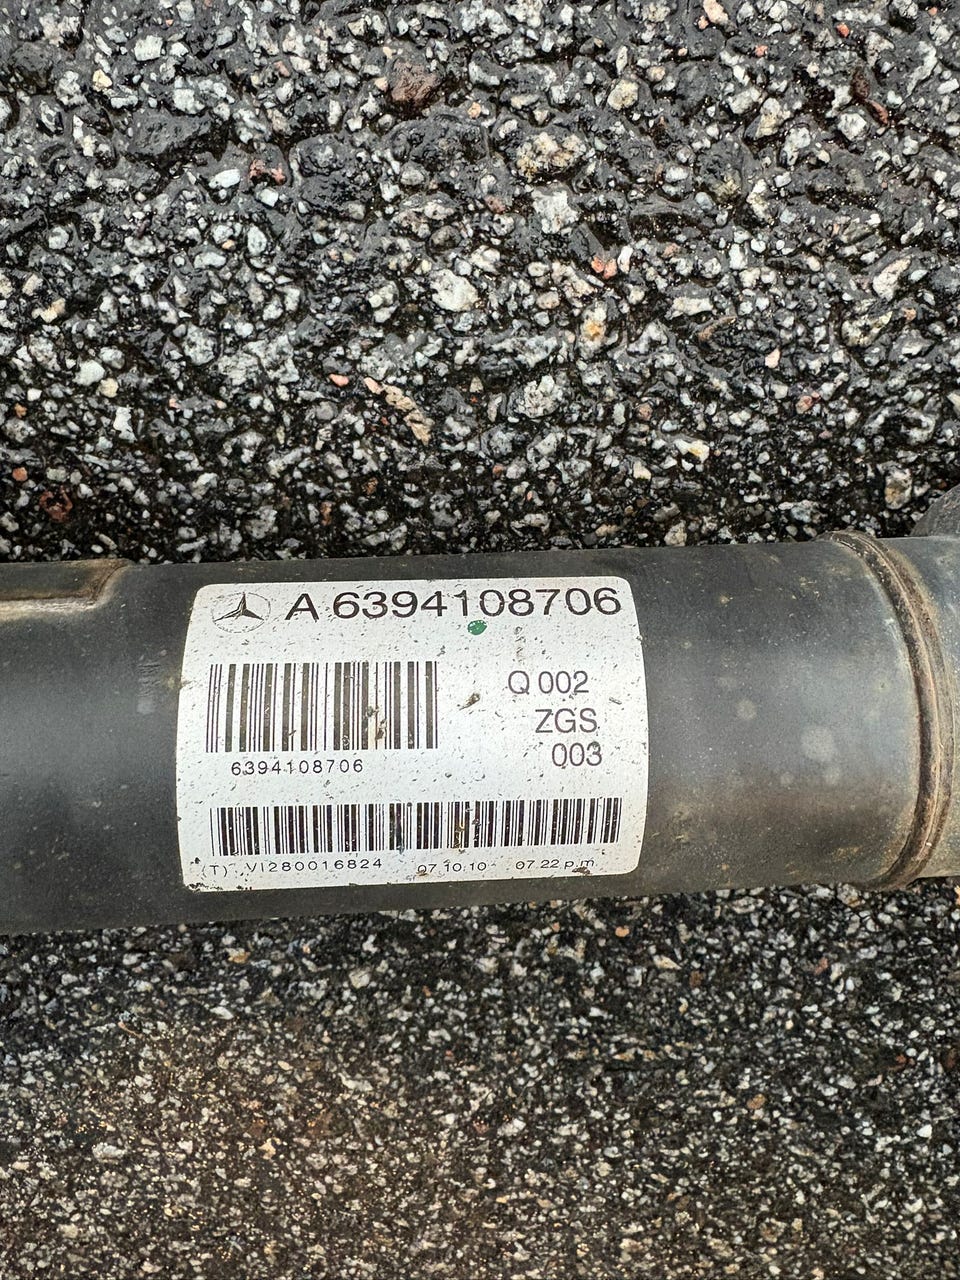 A 6394108706
Q 002
ZGS
003
6394108706
(T) VI280016824 07.10.10 07.22 p.m.